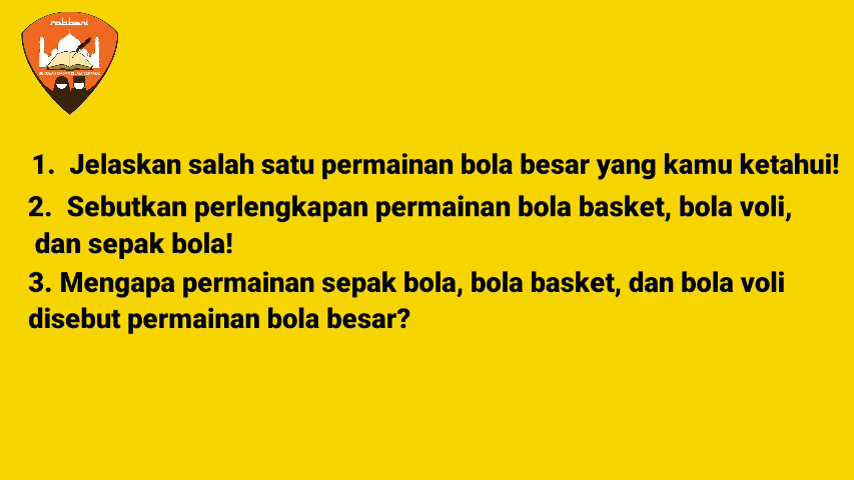 robbani
1. Jelaskan salah satu permainan bola besar yang kamu ketahui!
2. Sebutkan perlengkapan permainan bola basket, bola voli,
dan sepak bola!
3. Mengapa permainan sepak bola, bola basket, dan bola voli
disebut permainan bola besar?